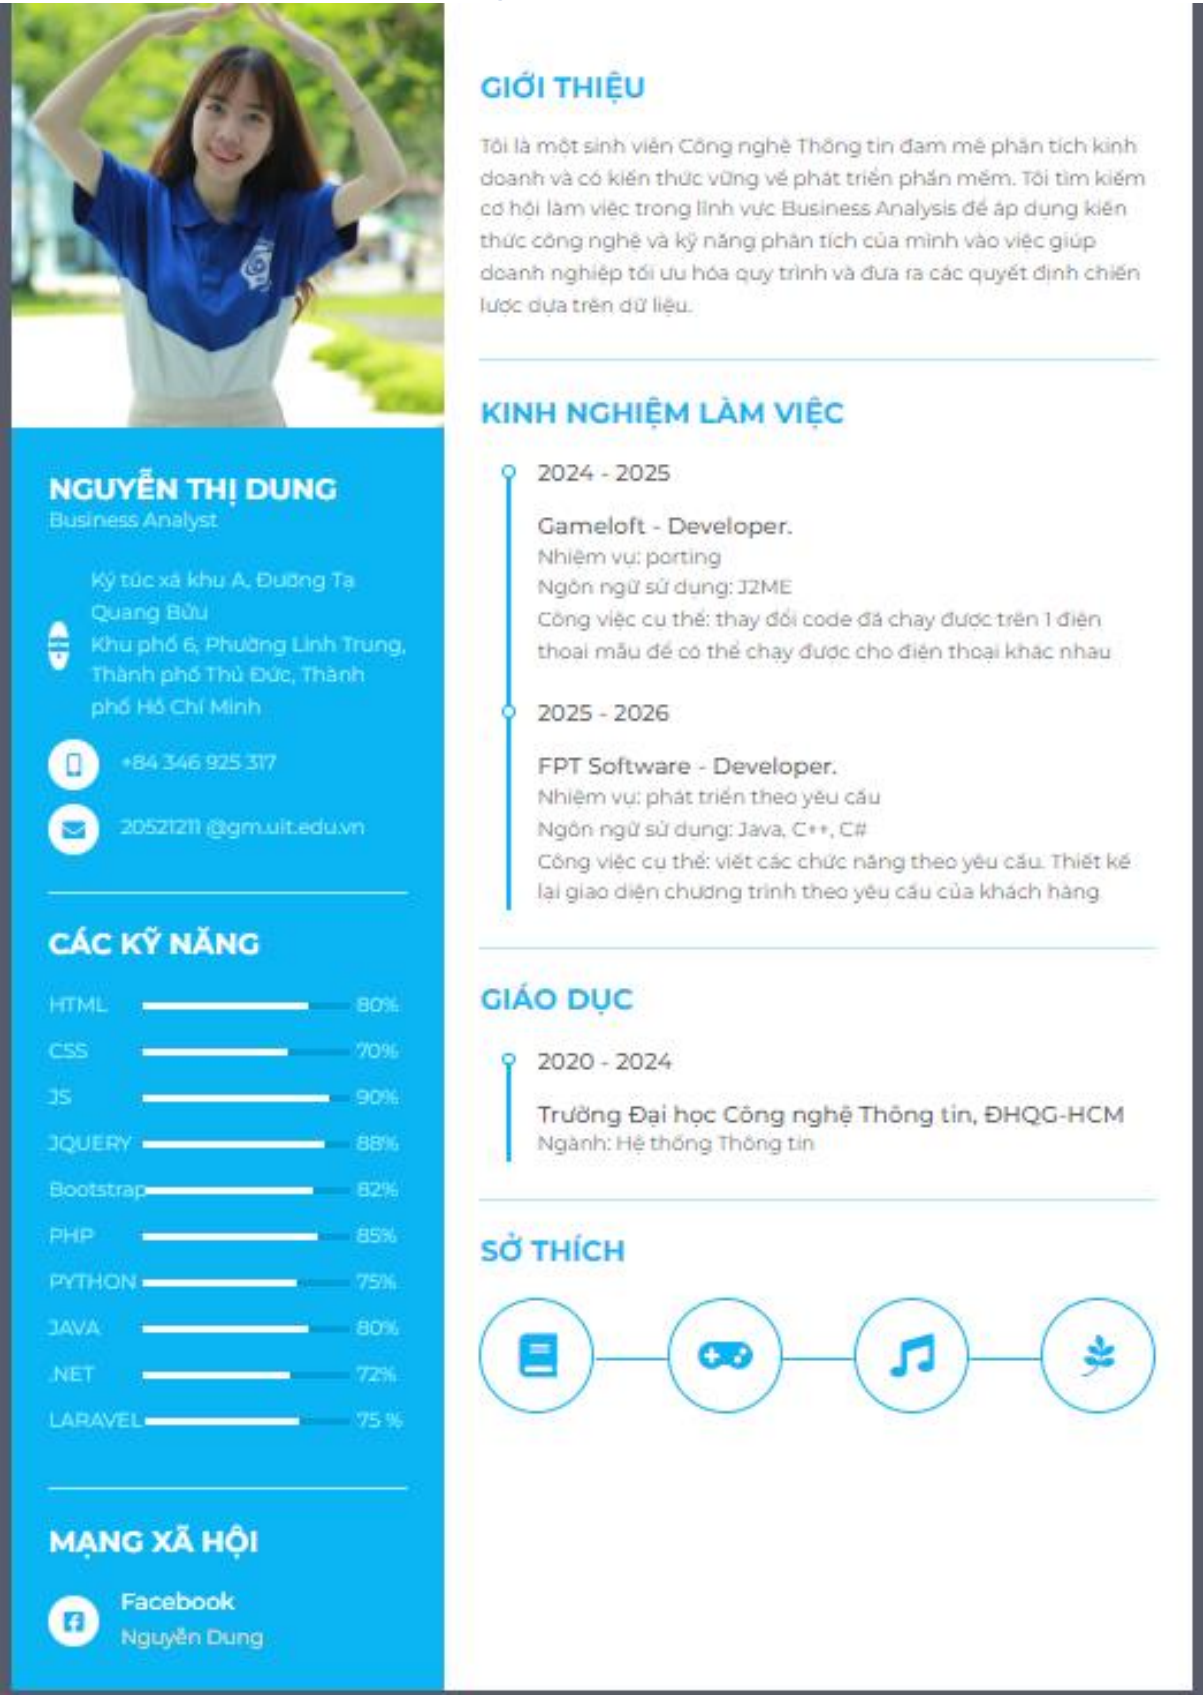 NGUYỄN THỊ DUNG
Business Analyst
Ký túc xá khu A, Đường Tạ
Quang Bửu
Khu phố 6, Phường Linh Trung,
Thành phố Thủ Đức, Thành
phố Hồ Chí Minh
+84 346 925 317
20521211 @gm.uit.edu.vn
CÁC KỸ NĂNG
HTML 80%
CSS 70%
JS 90%
JQUERY 88%
Bootstrap 82%
PHP 85%
PYTHON 75%
JAVA 80%
.NET 72%
LARAVEL 75 %
MẠNG XÃ HỘI
Facebook
Nguyễn Dung
GIỚI THIỆU
Tôi là một sinh viên Công nghệ Thông tin đam mê phân tích kinh
doanh và có kiến thức vững về phát triển phần mềm. Tôi tìm kiếm
cơ hội làm việc trong lĩnh vực Business Analysis để áp dụng kiến
thức công nghệ và kỹ năng phân tích của mình vào việc giúp
doanh nghiệp tối ưu hóa quy trình và đưa ra các quyết định chiến
lược dựa trên dữ liệu.
KINH NGHIỆM LÀM VIỆC
2024 - 2025
Gameloft - Developer.
Nhiệm vụ: porting
Ngôn ngữ sử dụng: J2ME
Công việc cụ thể: thay đổi code đã chạy được trên 1 điện
thoại mẫu để có thể chạy được cho điện thoại khác nhau
2025 - 2026
FPT Software - Developer.
Nhiệm vụ: phát triển theo yêu cầu
Ngôn ngữ sử dụng: Java, C++, C#
Công việc cụ thể: viết các chức năng theo yêu cầu. Thiết kế
lại giao diện chương trình theo yêu cầu của khách hàng
GIÁO DỤC
2020 - 2024
Trường Đại học Công nghệ Thông tin, ĐHQG-HCM
Ngành: Hệ thống Thông tin
SỞ THÍCH